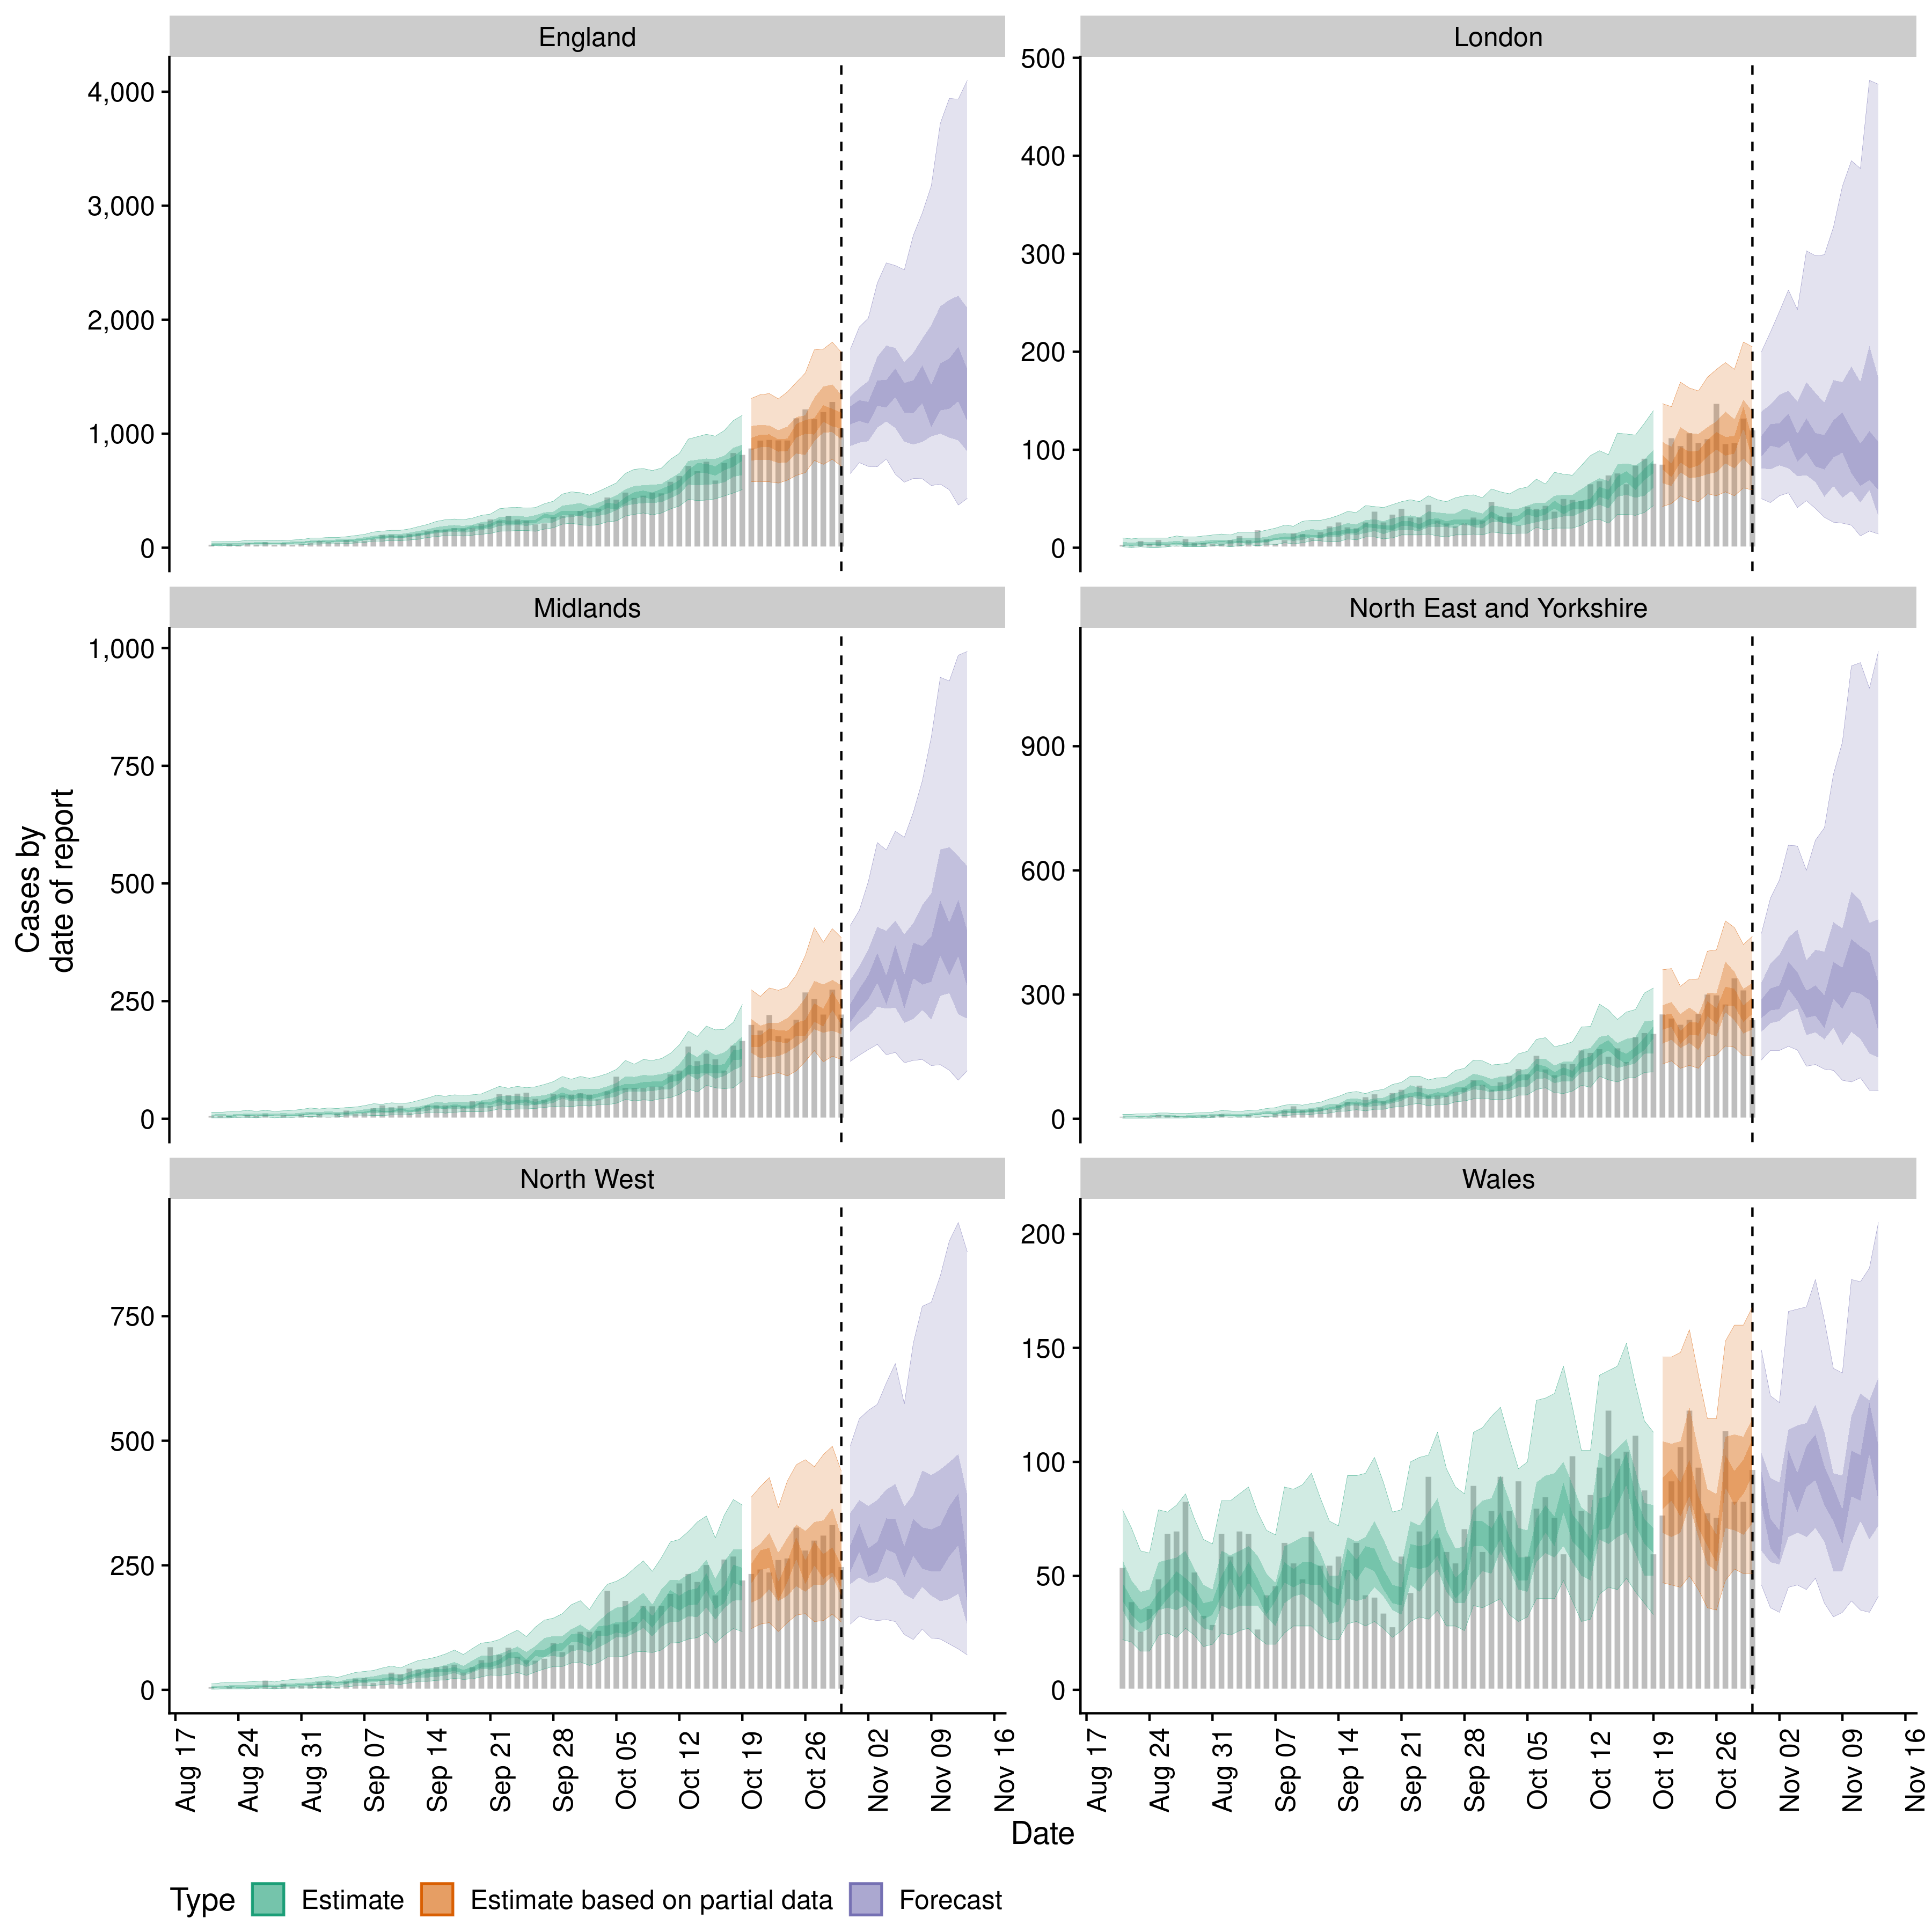 England
London
4,000
3,000
2,000
1,000
0
500
400
300
200
100
0
Midlands
North East and Yorkshire
1,000
750
500
250
0
900
600
300
0
North West
Wales
750
500
250
0
200
150
100
50
0
Cases by
date of report
Aug 17
Aug 24
Aug 31
Sep 07
Sep 14
Sep 21
Sep 28
Oct 05
Oct 12
Oct 19
Oct 26
Nov 02
Nov 09
Nov 16
Aug 17
Aug 24
Aug 31
Sep 07
Sep 14
Sep 21
Sep 28
Oct 05
Oct 12
Oct 19
Oct 26
Nov 02
Nov 09
Nov 16
Date
Type Estimate Estimate based on partial data Forecast